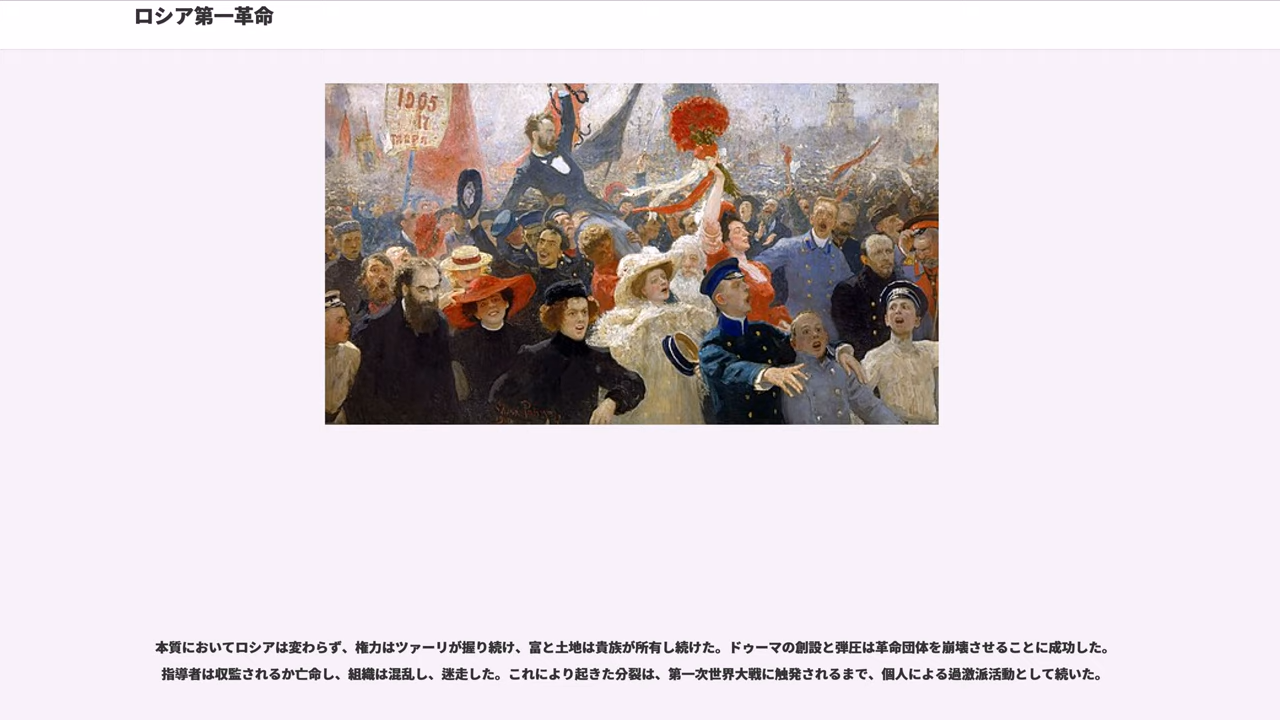 ロシア第一革命
1905
17
本質においてロシアは変わらず、権力はツァーリが握り続け、富と土地は貴族が所有し続けた。ドゥーマの創設と弾圧は革命団体を崩壊させることに成功した。
指導者は収監されるか亡命し、組織は混乱し、迷走した。これにより起きた分裂は、第一次世界大戦に触発されるまで、個人による過激派活動として続いた。